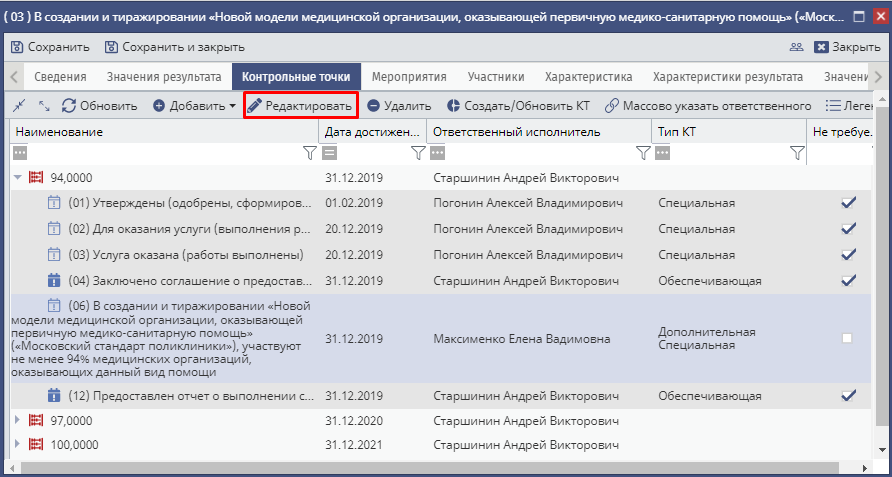 ( 03 ) В создании и тиражировании «Новой модели медицинской организации, оказывающей первичную медико-санитарную помощь» («Моск...
Сохранить Сохранить и закрыть Закрыть
Сведения Значения результата Контрольные точки Мероприятия Участники Характеристика Характеристики результата Значени
Обновить Добавить Редактировать Удалить Создать/Обновить КТ Массово указать ответственного Леген
Наименование Дата достижен... Ответственный исполнитель Тип КТ Не требуе.
94,0000 31.12.2019 Старшинин Андрей Викторович
(01) Утверждены (одобрены, сформиров... 01.02.2019 Погонин Алексей Владимирович Специальная
(02) Для оказания услуги (выполнения р... 20.12.2019 Погонин Алексей Владимирович Специальная
(03) Услуга оказана (работы выполнены) 20.12.2019 Погонин Алексей Владимирович Специальная
(04) Заключено соглашение о предостав... 31.12.2019 Старшинин Андрей Викторович Обеспечивающая
(06) В создании и тиражировании «Новой
модели медицинской организации, оказывающей
первичную медико-санитарную помощь»
(«Московский стандарт поликлиники»), участвуют
не менее 94% медицинских организаций,
оказывающих данный вид помощи
31.12.2019 Максименко Елена Вадимовна
Дополнительная
Специальная
(12) Предоставлен отчет о выполнении с... 31.12.2019 Старшинин Андрей Викторович Обеспечивающая
97,0000 31.12.2020 Старшинин Андрей Викторович
100,0000 31.12.2021 Старшинин Андрей Викторович